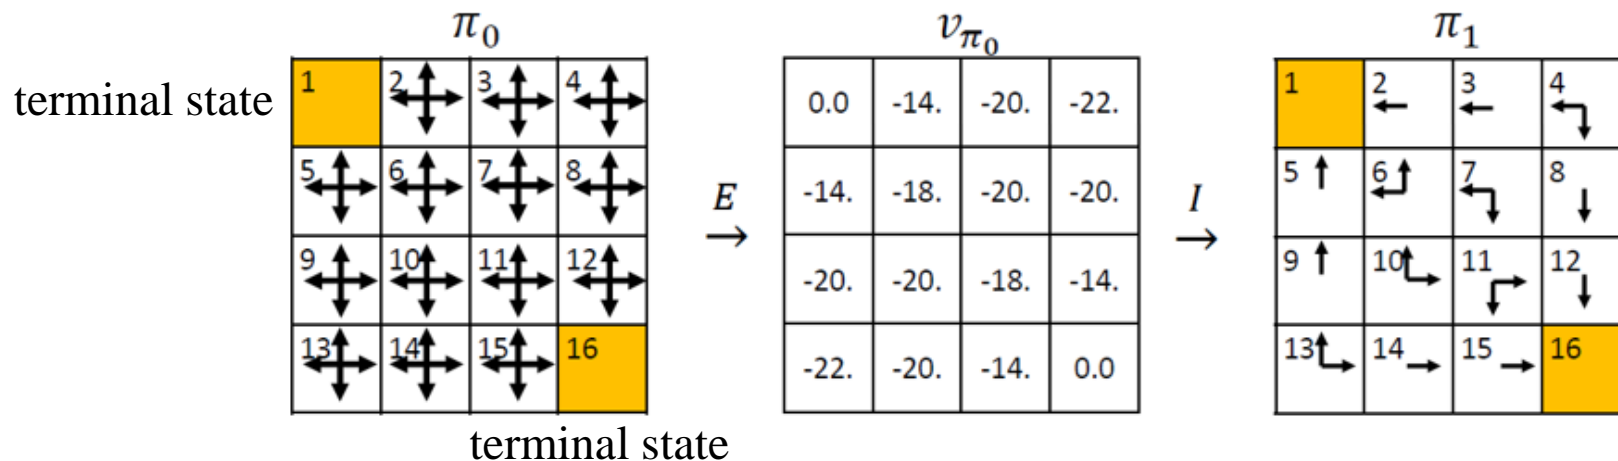 π₀ v_π₀ π₁
terminal state
1 2 3 4 0.0 -14. -20. -22. 1 2 3 4
5 6 7 8 -14. -18. -20. -20. 5 6 7 8
E → I →
9 10 11 12 -20. -20. -18. -14. 9 10 11 12
13 14 15 16 -22. -20. -14. 0.0 13 14 15 16
terminal state